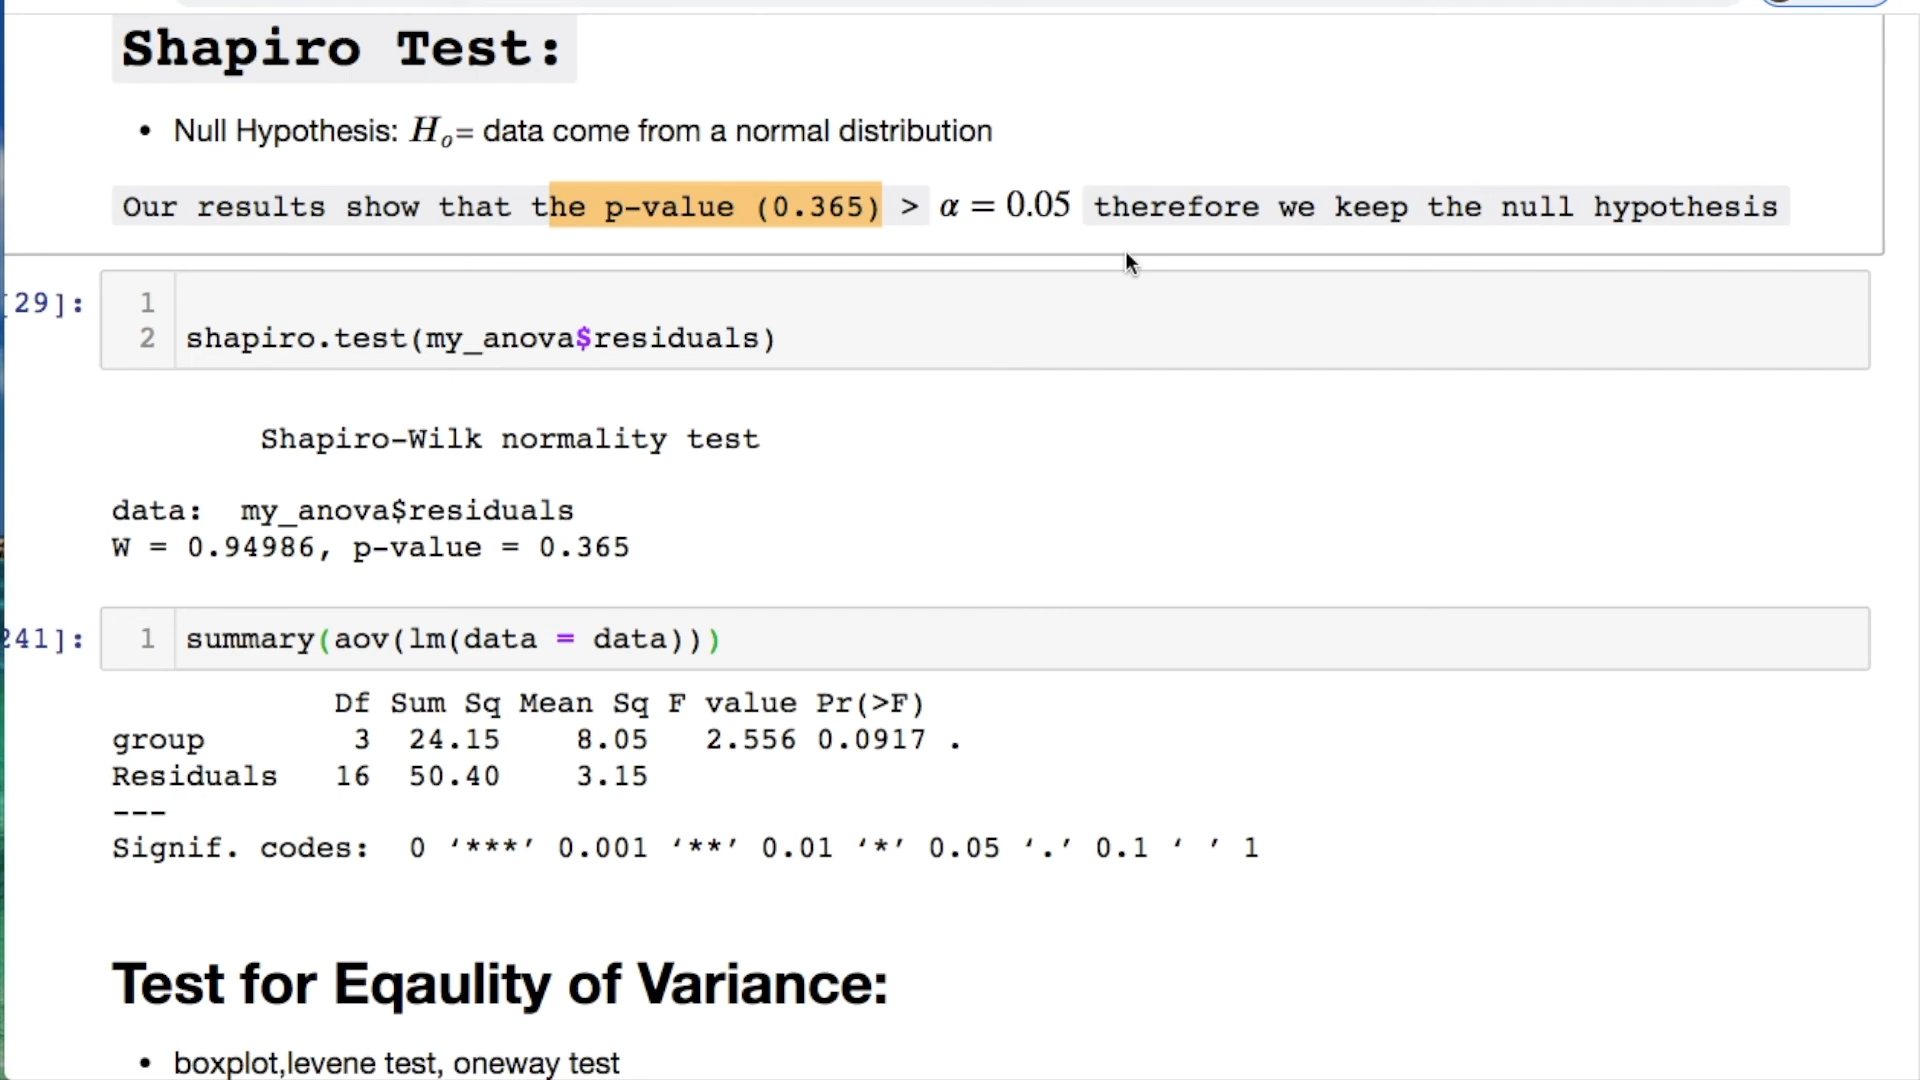 Shapiro Test:
• Null Hypothesis: Hₒ= data come from a normal distribution
Our results show that the p-value (0.365) > α = 0.05 therefore we keep the null hypothesis
[29]:
1
2 shapiro.test(my_anova$residuals)
Shapiro-Wilk normality test
data:  my_anova$residuals
W = 0.94986, p-value = 0.365
241]: 1 summary(aov(lm(data = data)))
Df Sum Sq Mean Sq F value Pr(>F)
group 3 24.15 8.05 2.556 0.0917 .
Residuals 16 50.40 3.15
---
Signif. codes:  0 ‘***’ 0.001 ‘**’ 0.01 ‘*’ 0.05 ‘.’ 0.1 ‘ ’ 1
Test for Eqaulity of Variance:
• boxplot,levene test, oneway test